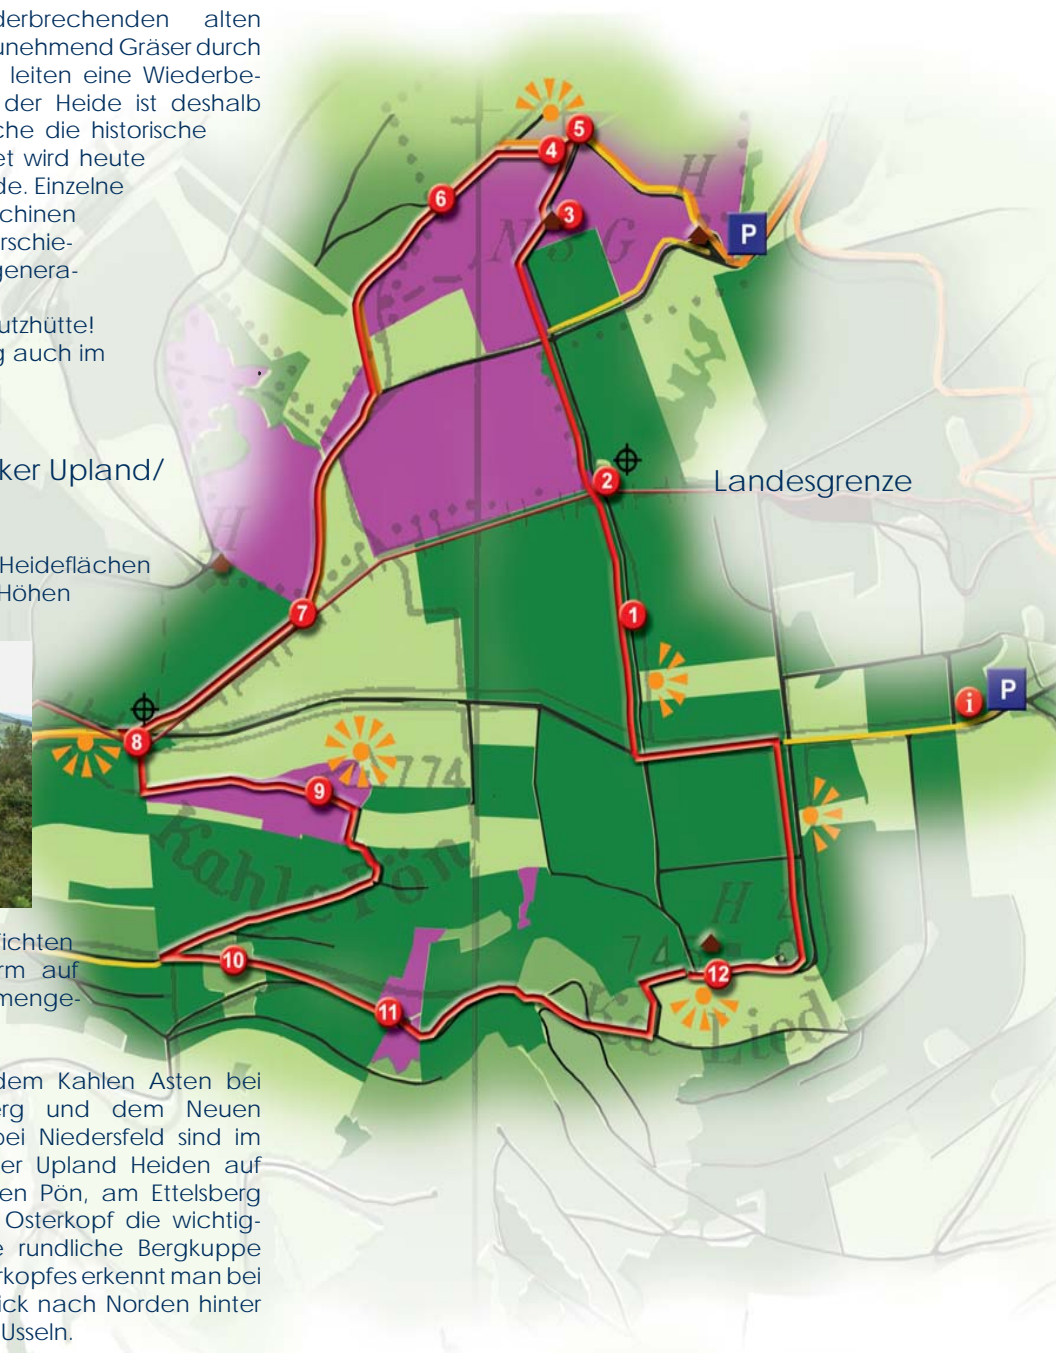 derbrechenden alten
unehmend Gräser durch
leiten eine Wiederbe-
der Heide ist deshalb
che die historische
et wird heute
de. Einzelne
schinen
rschie-
genera-
utzhütte!
g auch im
ker Upland/
Heideflächen
Höhen
ichten
rm auf
menge-
dem Kahlen Asten bei
erg und dem Neuen
bei Niedersfeld sind im
er Upland Heiden auf
en Pön, am Ettelsberg
Osterkopf die wichtig-
e rundliche Bergkuppe
rkopfes erkennt man bei
ick nach Norden hinter
Usseln.
5
4
6
3
H
N S G
P
2
Landesgrenze
H
1
7
i
P
8
9
774
Kahle Pön
H
74
10
12
11
Lied